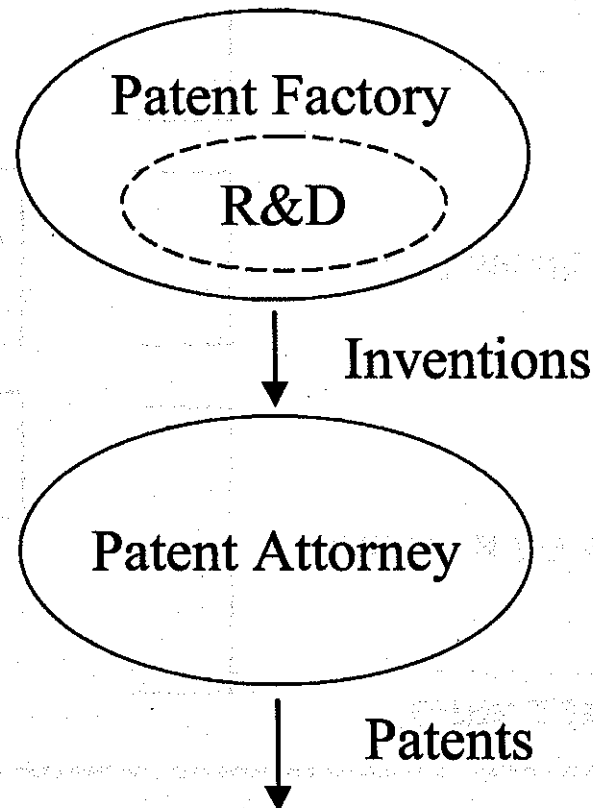 Patent Factory
R&D
Inventions
Patent Attorney
Patents